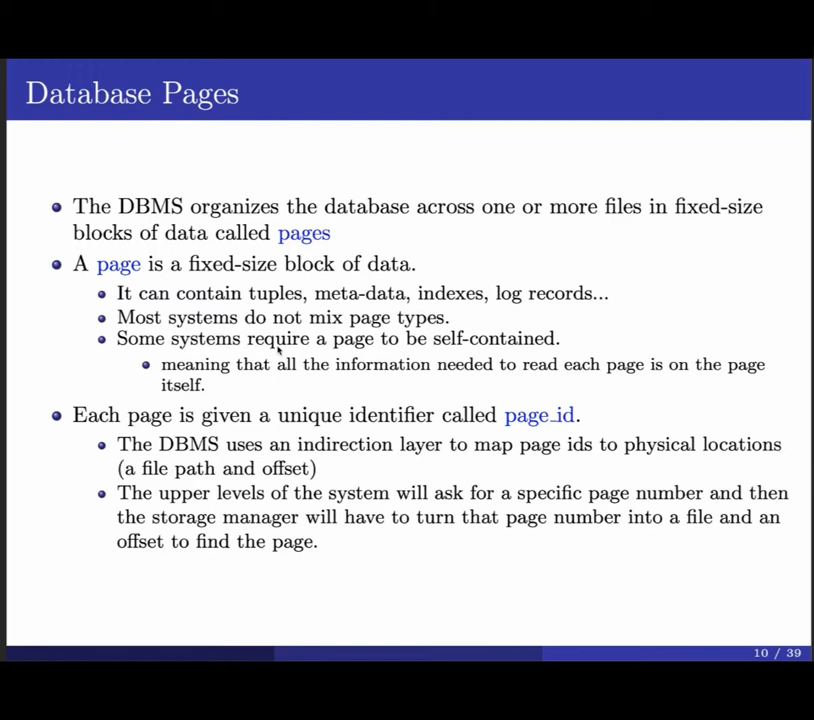 Database Pages
The DBMS organizes the database across one or more files in fixed-size
blocks of data called pages
A page is a fixed-size block of data.
It can contain tuples, meta-data, indexes, log records...
Most systems do not mix page types.
Some systems require a page to be self-contained.
meaning that all the information needed to read each page is on the page
itself.
Each page is given a unique identifier called page_id.
The DBMS uses an indirection layer to map page ids to physical locations
(a file path and offset)
The upper levels of the system will ask for a specific page number and then
the storage manager will have to turn that page number into a file and an
offset to find the page.
10 / 39